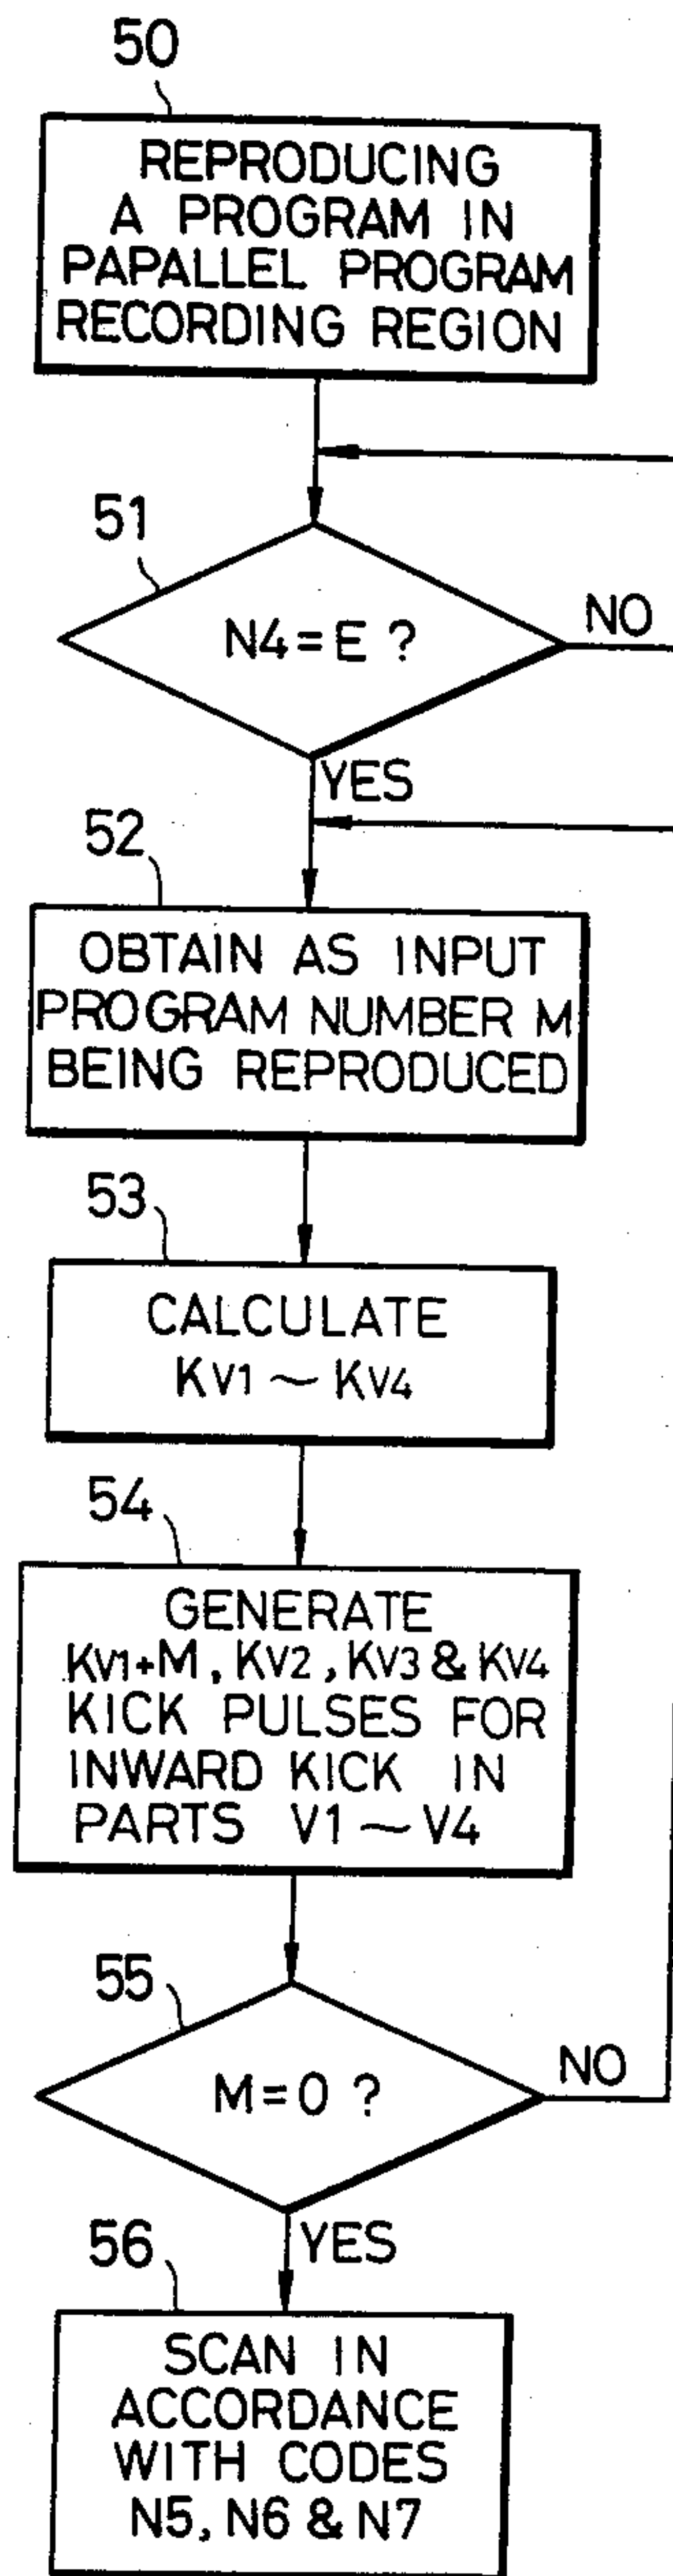 50
REPRODUCING
A PROGRAM IN
PAPALLEL PROGRAM
RECORDING REGION
51
N4=E ?
NO
YES
52
OBTAIN AS INPUT
PROGRAM NUMBER M
BEING REPRODUCED
53
CALCULATE
KV1 ~ KV4
54
GENERATE
KV1+M, KV2, KV3 & KV4
KICK PULSES FOR
INWARD KICK IN
PARTS V1 ~ V4
55
M=0 ?
NO
YES
56
SCAN IN
ACCORDANCE
WITH CODES
N5, N6 & N7